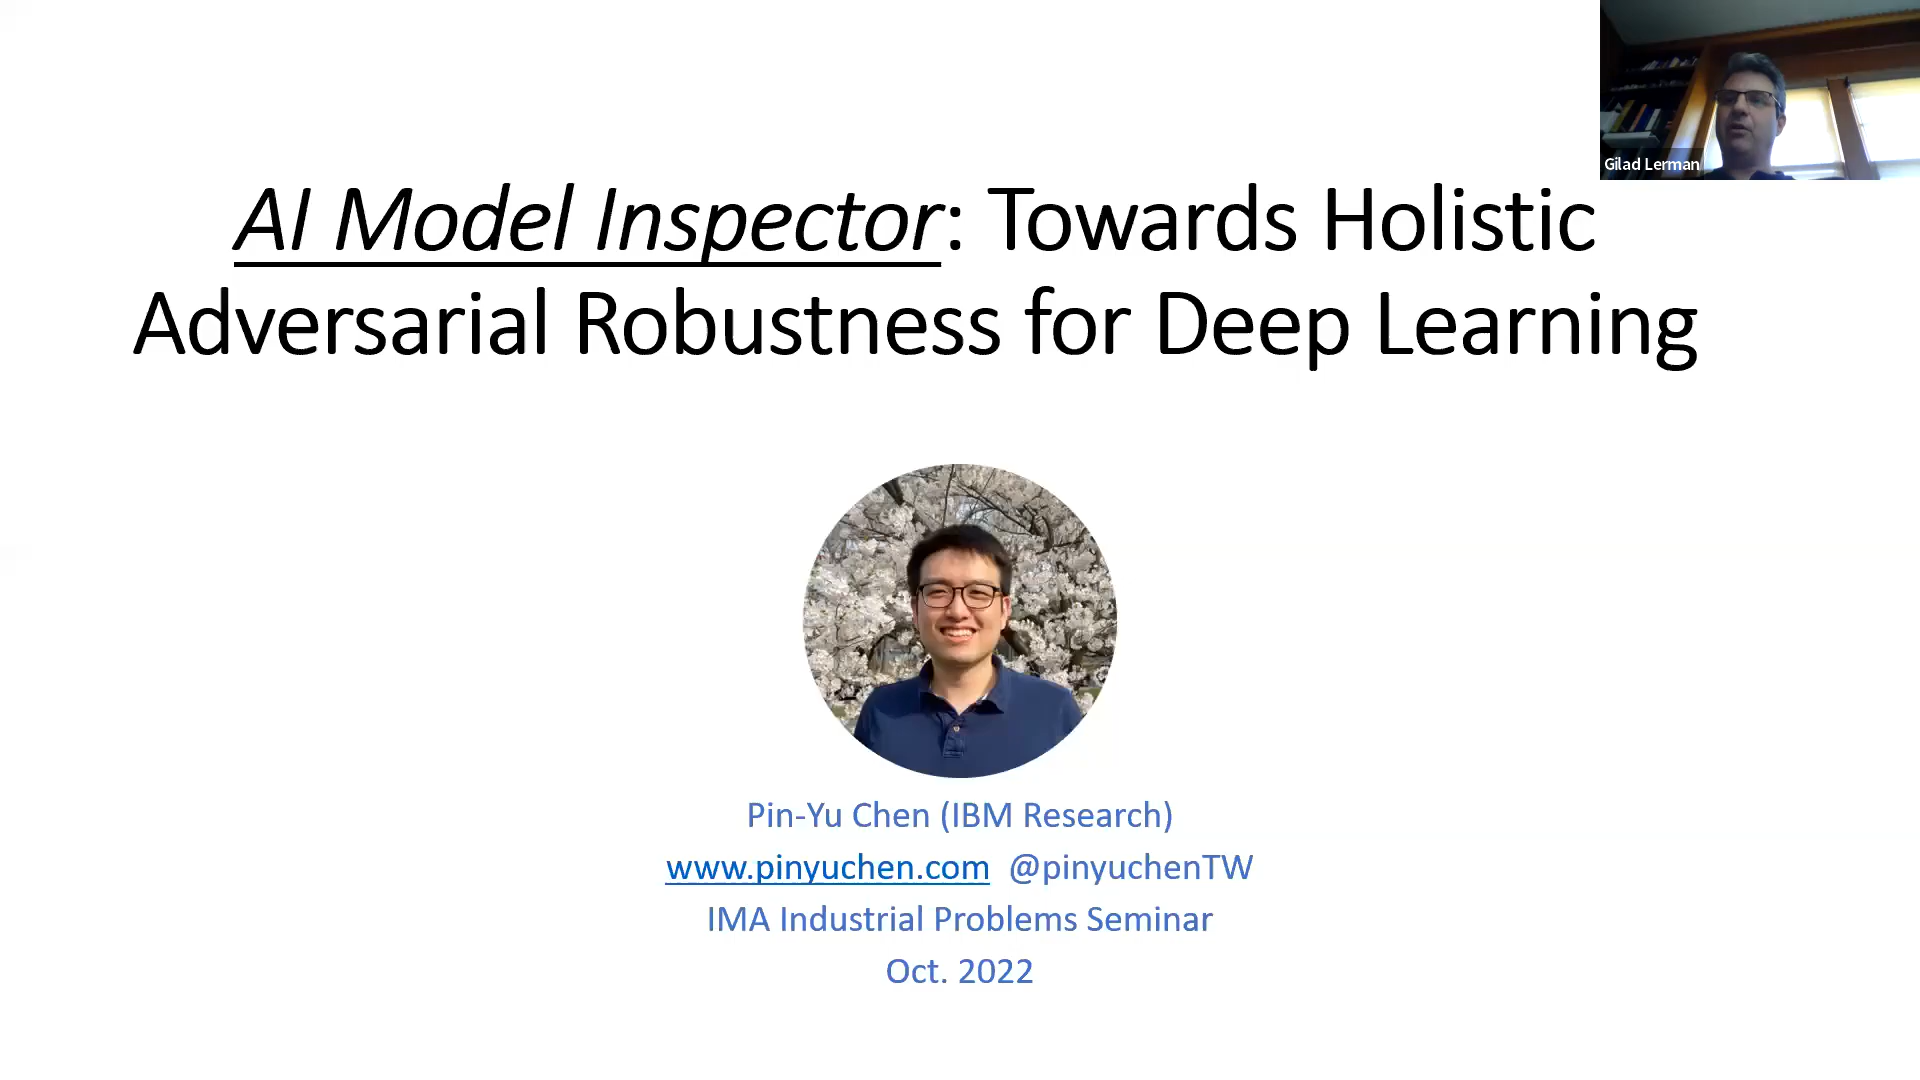 Gilad Lerman
AI Model Inspector: Towards Holistic
Adversarial Robustness for Deep Learning
Pin-Yu Chen (IBM Research)
www.pinyuchen.com @pinyuchenTW
IMA Industrial Problems Seminar
Oct. 2022